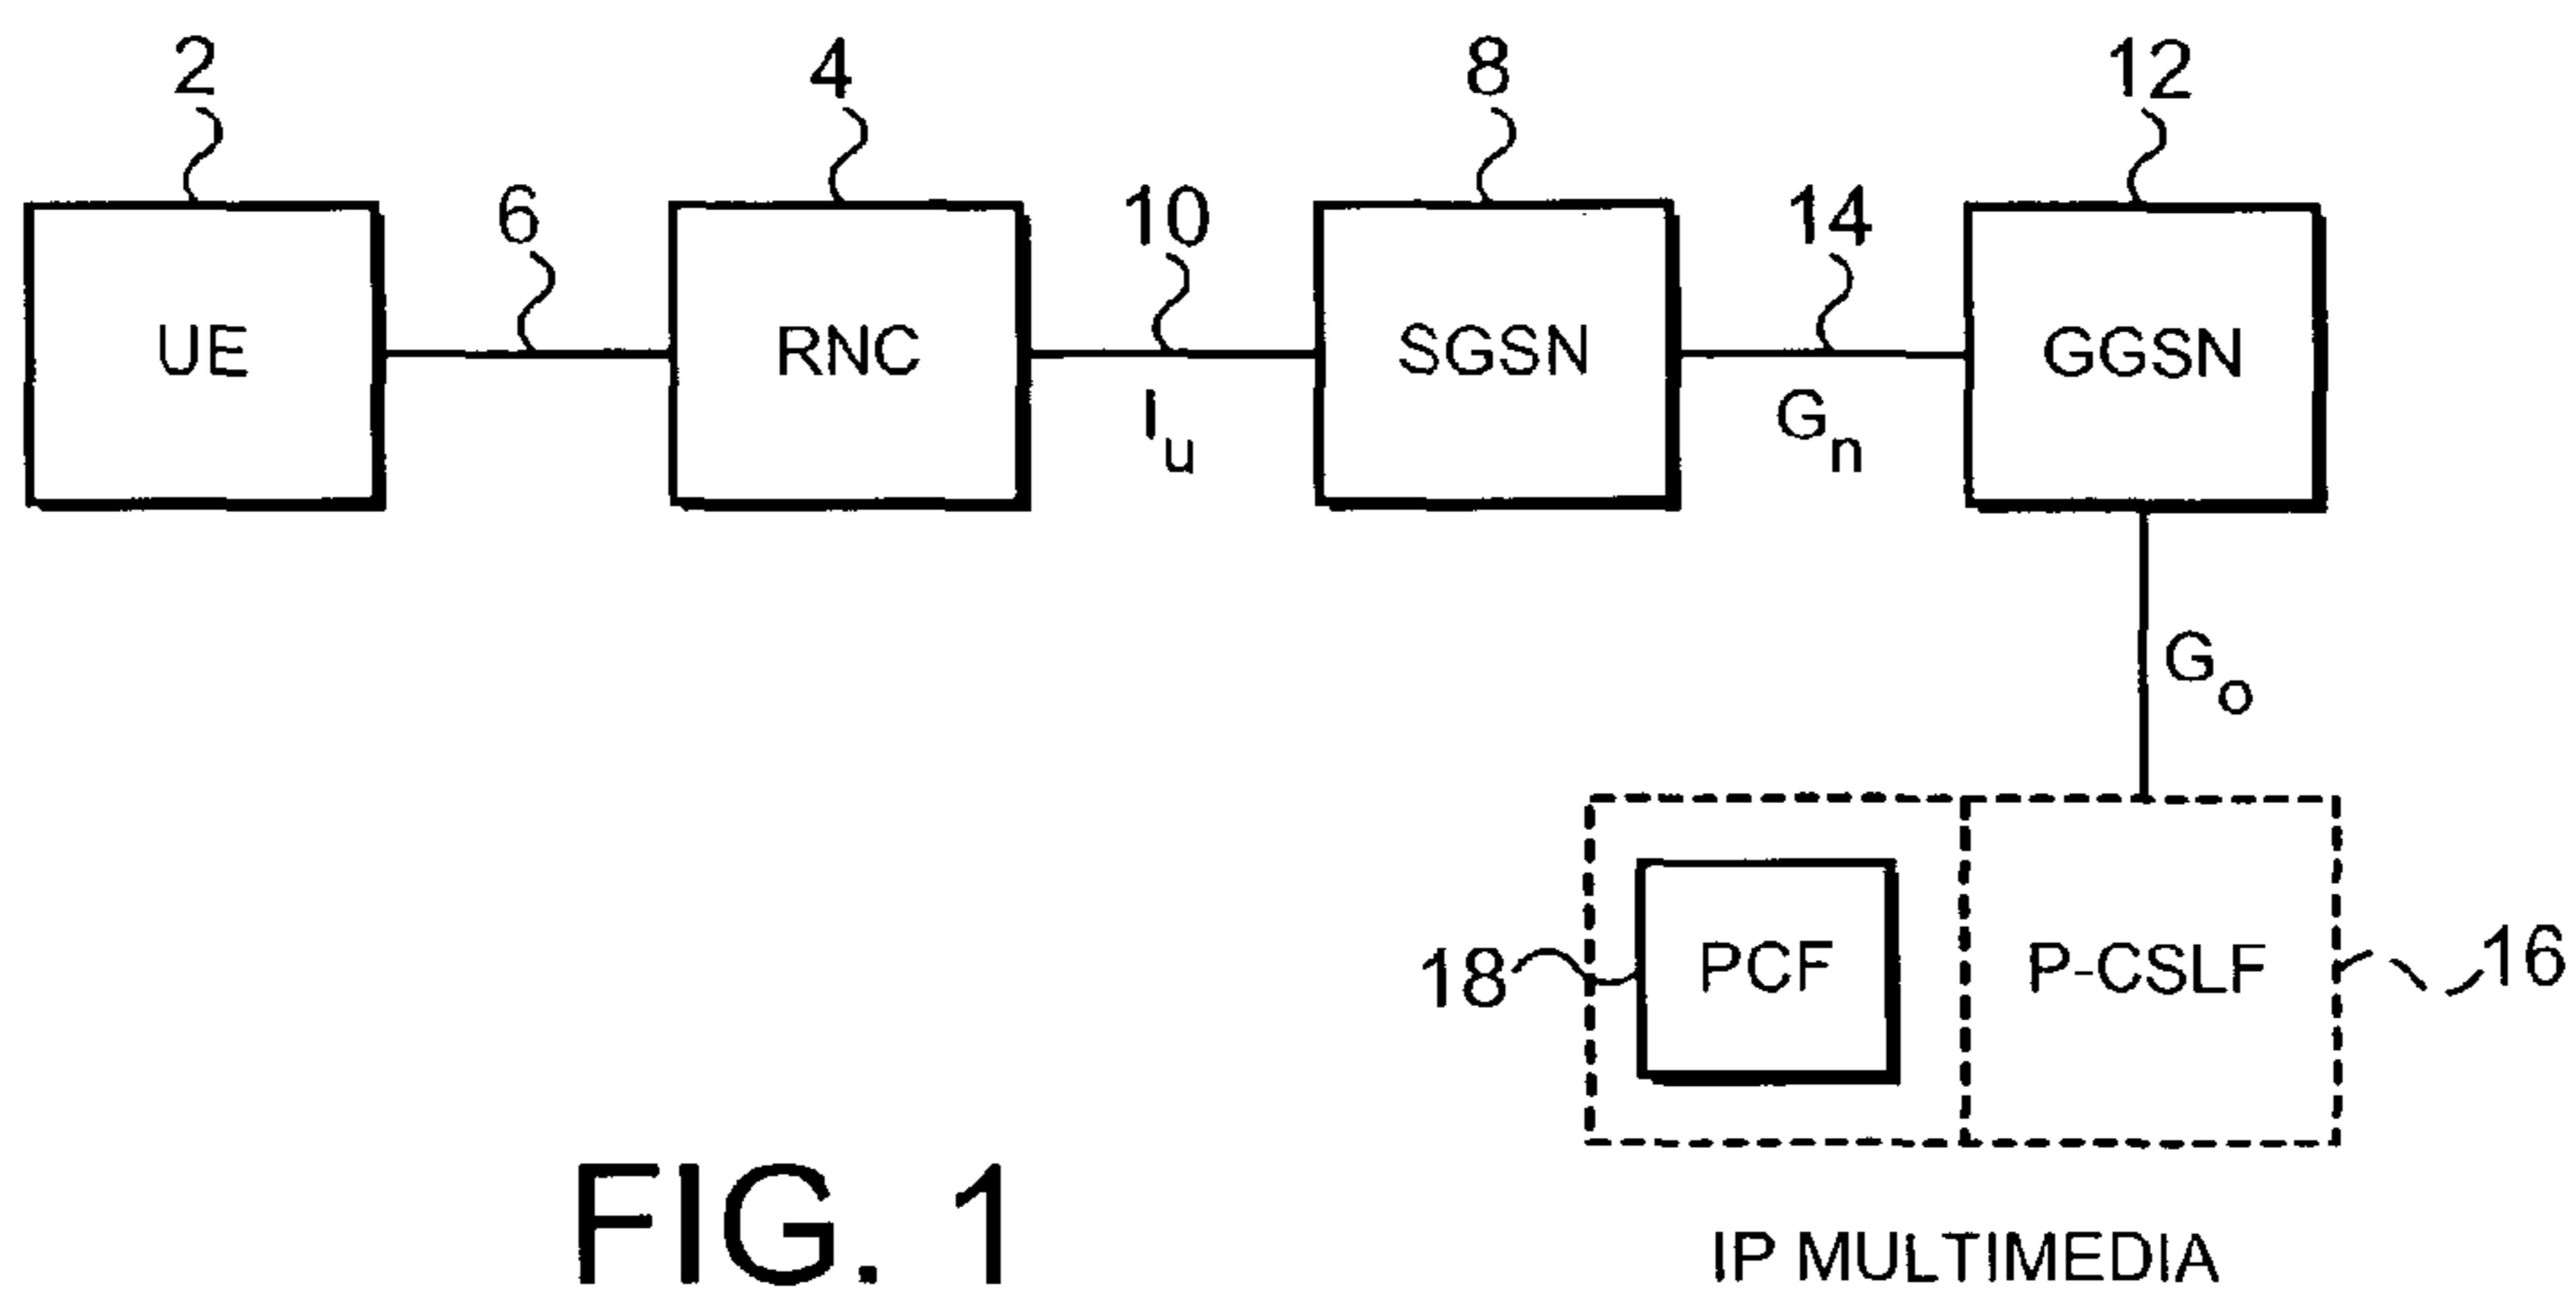 2
4
8
12
6
10
14
UE
RNC
SGSN
GGSN
Iu
Gn
Go
18
PCF
P-CSLF
16
FIG. 1
IP MULTIMEDIA